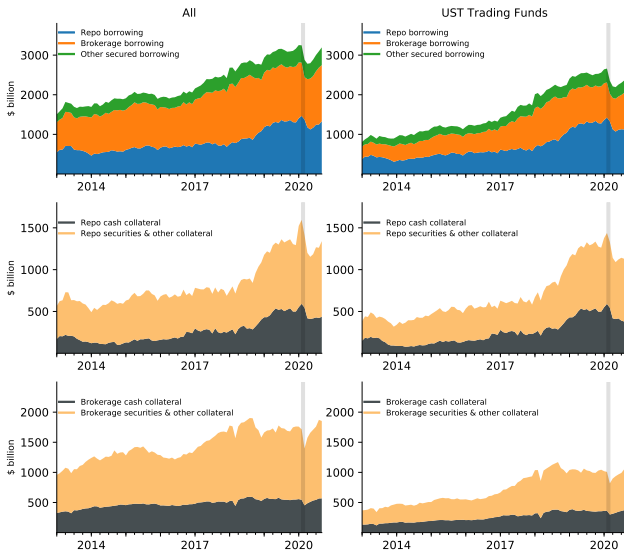 All
UST Trading Funds
Repo borrowing
Brokerage borrowing
Other secured borrowing
3000
2000
1000
$ billion
2014
2017
2020
Repo borrowing
Brokerage borrowing
Other secured borrowing
3000
2000
1000
2014
2017
2020
Repo cash collateral
Repo securities & other collateral
1500
1000
500
$ billion
2014
2017
2020
Repo cash collateral
Repo securities & other collateral
1500
1000
500
2014
2017
2020
Brokerage cash collateral
Brokerage securities & other collateral
2000
1500
1000
500
$ billion
2014
2017
2020
Brokerage cash collateral
Brokerage securities & other collateral
2000
1500
1000
500
2014
2017
2020